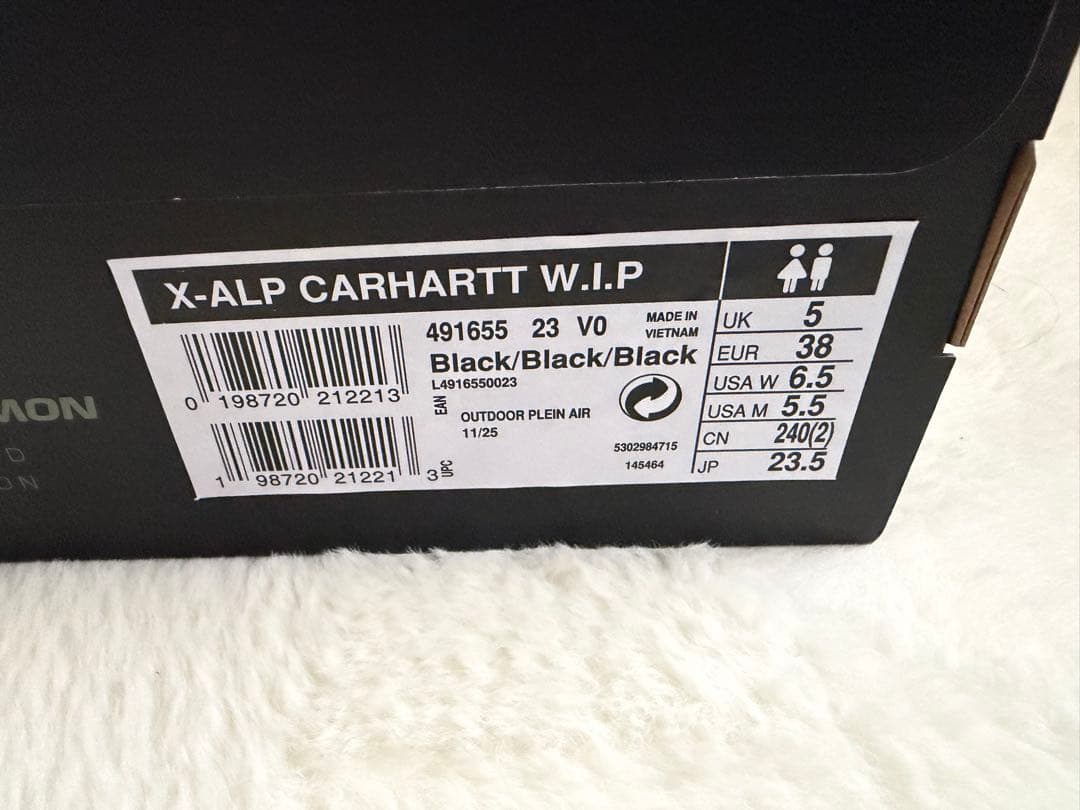 X-ALP CARHARTT W.I.P
491655 23 V0
MADE IN
VIETNAM
Black/Black/Black
L4916550023
0 198720 212213
EAN
OUTDOOR PLEIN AIR
11/25
5302984715
145464
1 98720 21221 3
UPC
UK 5
EUR 38
USA W 6.5
USA M 5.5
CN 240(2)
JP 23.5
MON
D
ON